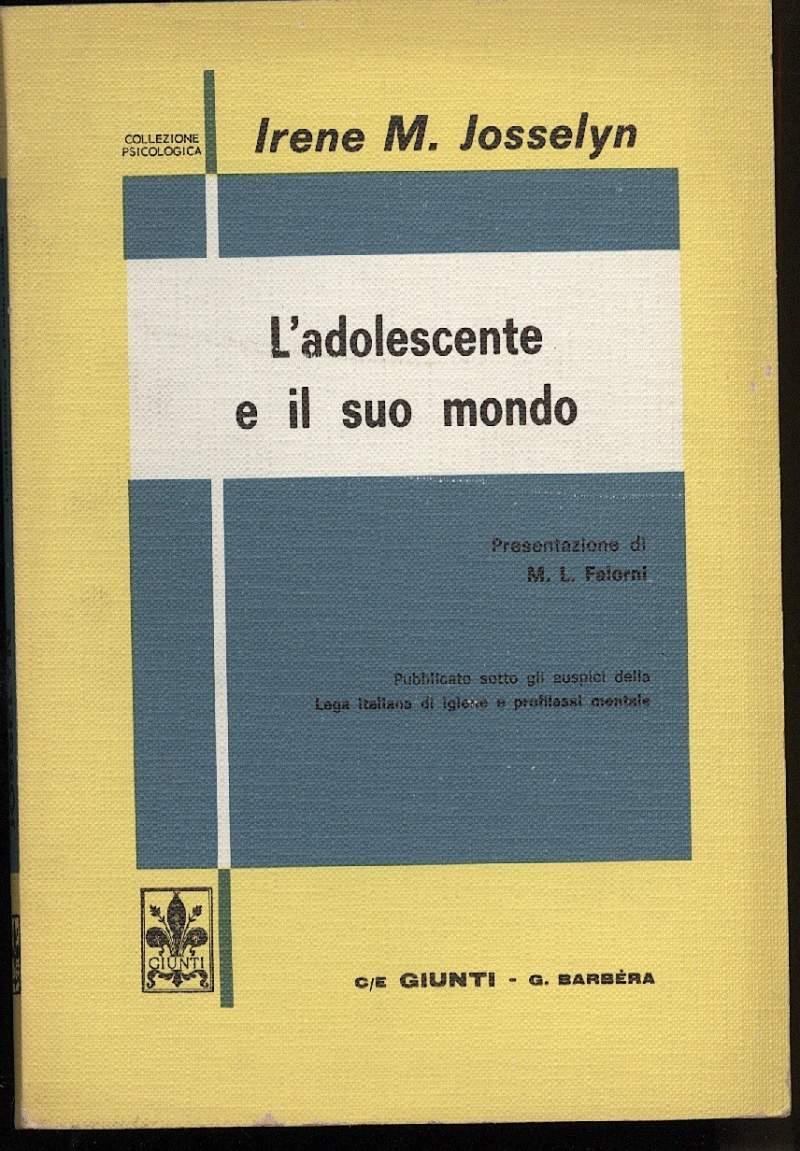 COLLEZIONE
PSICOLOGICA
Irene M. Josselyn
L'adolescente
e il suo mondo
Presentazione di
M. L. Falorni
Pubblicato sotto gli auspici della
Lega italiana di igiene e profilassi mentale
GIUNTI
C/E GIUNTI - G. BARBÈRA